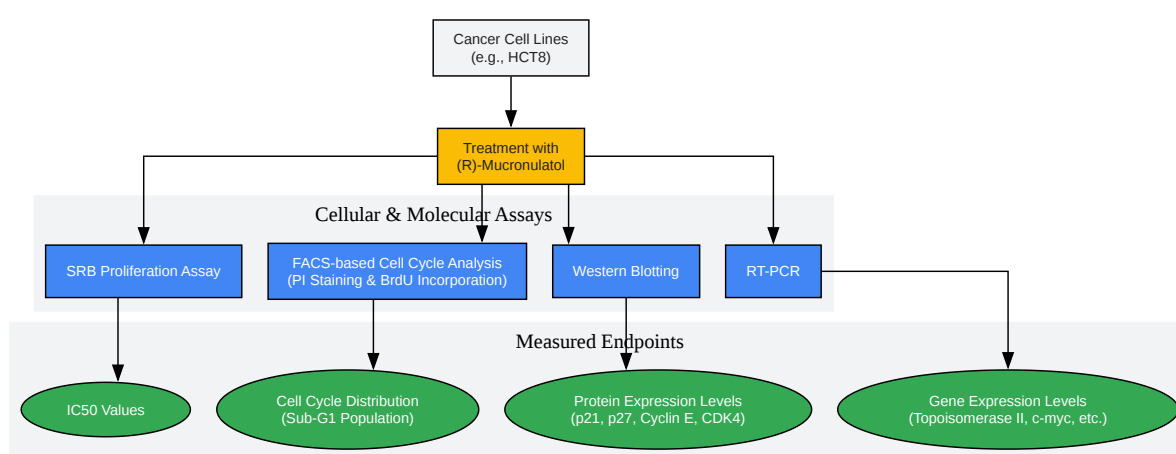 Cancer Cell Lines
(e.g., HCT8)
Treatment with
(R)-Mucronulatol
Cellular & Molecular Assays
SRB Proliferation Assay
FACS-based Cell Cycle Analysis
(PI Staining & BrdU Incorporation)
Western Blotting
RT-PCR
Measured Endpoints
IC50 Values
Cell Cycle Distribution
(Sub-G1 Population)
Protein Expression Levels
(p21, p27, Cyclin E, CDK4)
Gene Expression Levels
(Topoisomerase II, c-myc, etc.)